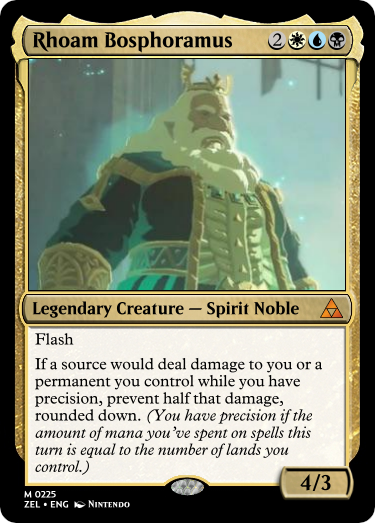 Rhoam Bosphoramus 2
Legendary Creature — Spirit Noble
Flash
If a source would deal damage to you or a
permanent you control while you have
precision, prevent half that damage,
rounded down. (You have precision if the
amount of mana you've spent on spells this
turn is equal to the number of lands you
control.)
4/3
M 0225
ZEL • ENG Nintendo